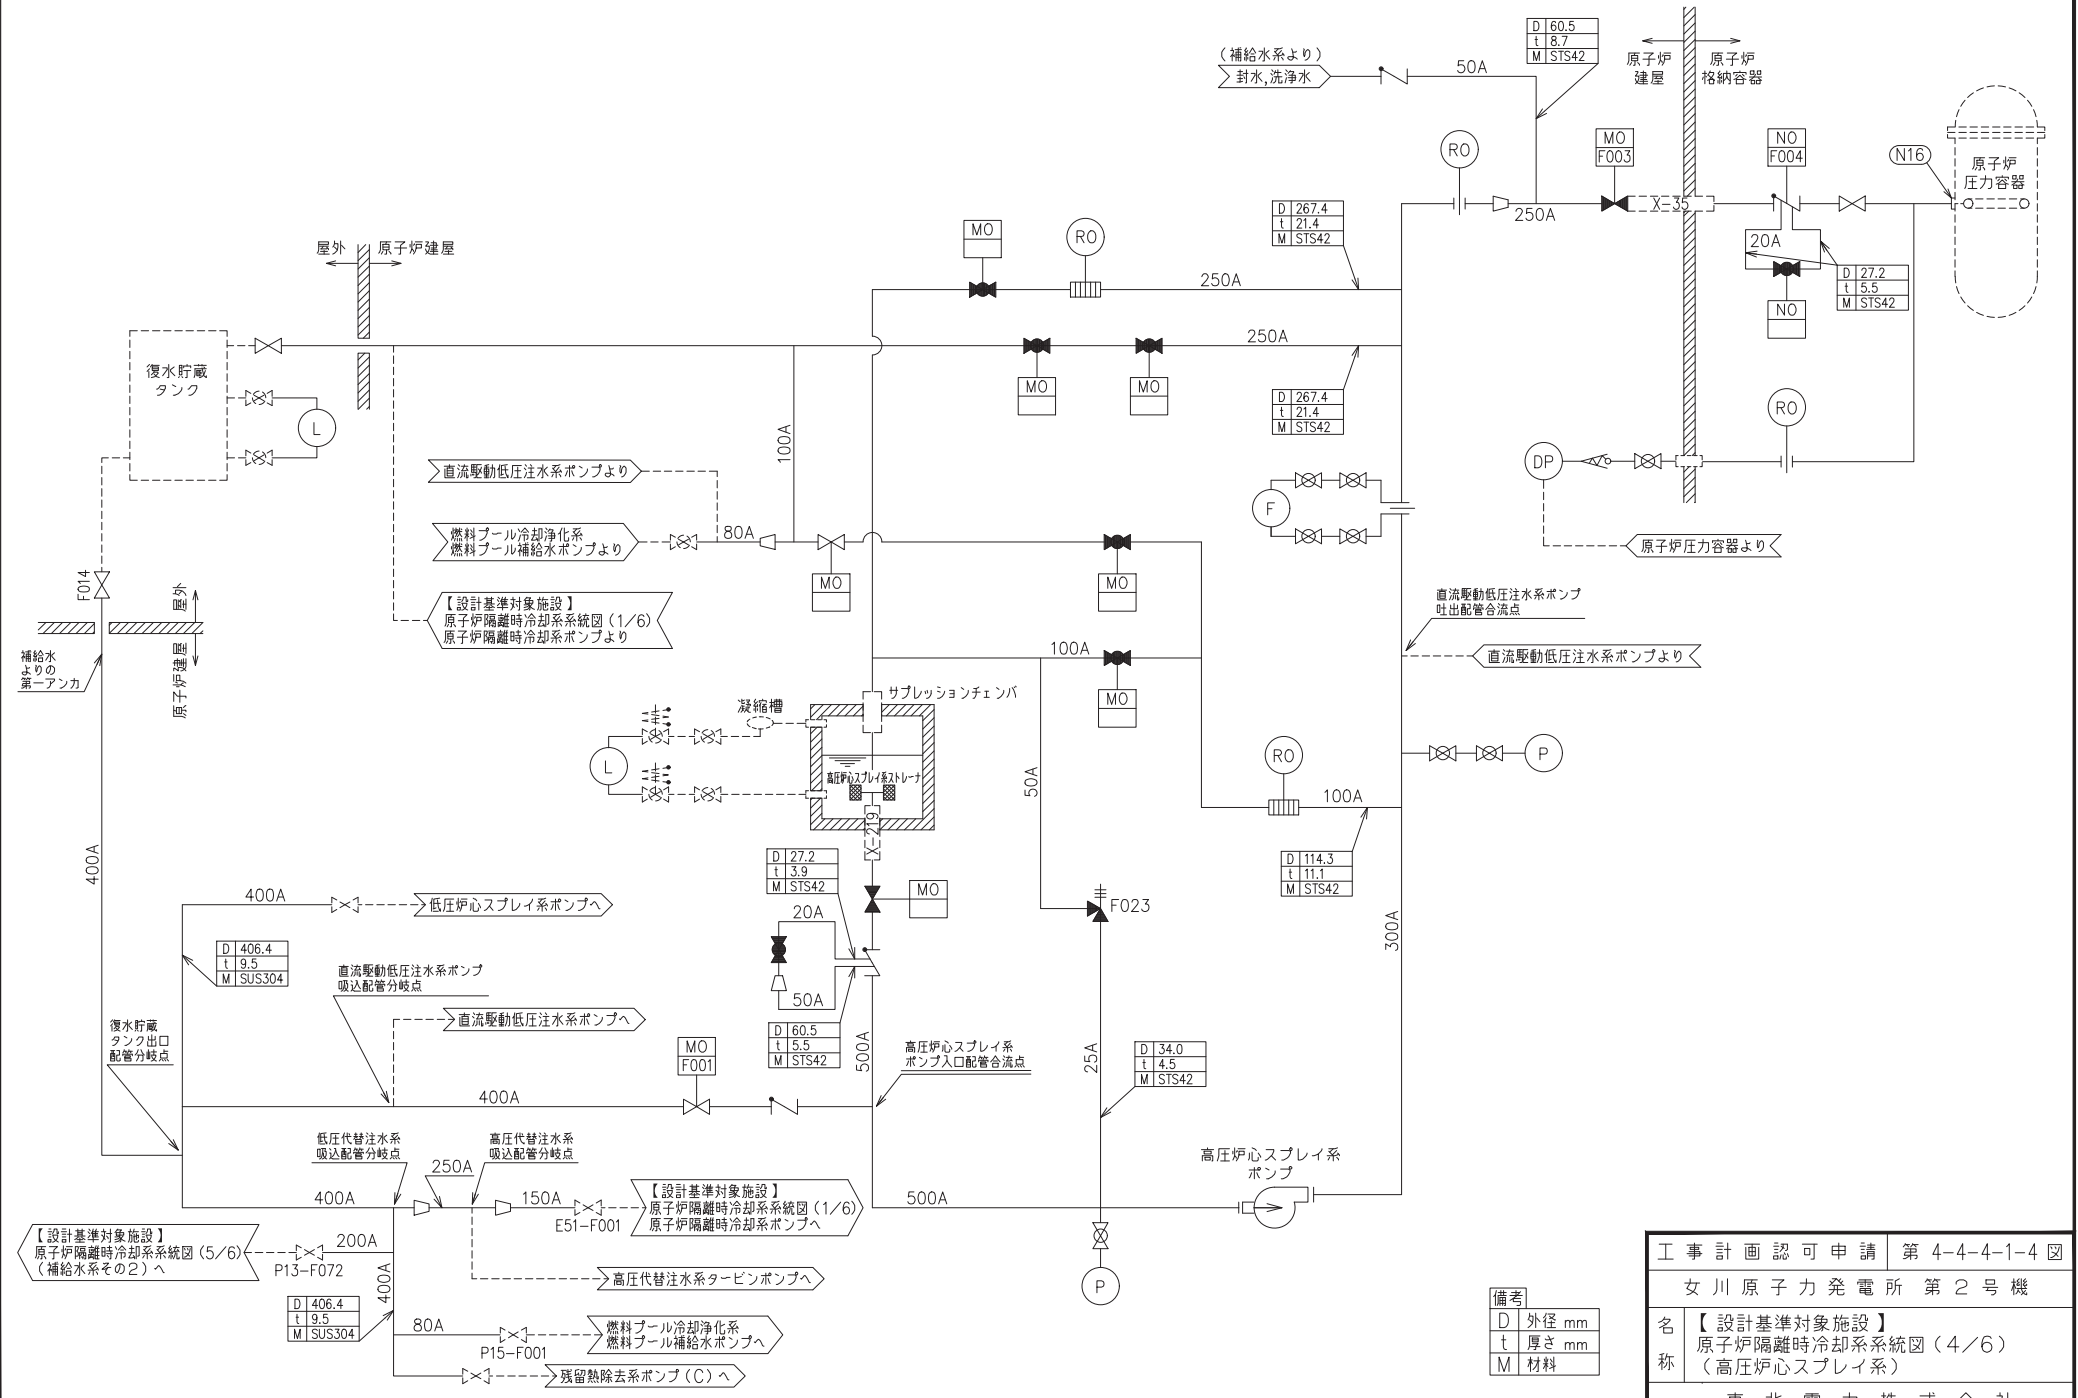 (補給水系より)
封水,洗浄水
50A
D 60.5
t 8.7
M STS42
原子炉
建屋
原子炉
格納容器
RO
MO
F003
NO
F004
N16
原子炉
圧力容器
X-35
250A
20A
NO
D 27.2
t 5.5
M STS42
D 267.4
t 21.4
M STS42
屋外
原子炉建屋
MO
RO
250A
250A
MO
MO
D 267.4
t 21.4
M STS42
復水貯蔵
タンク
L
100A
RO
DP
F
原子炉圧力容器より
直流駆動低圧注水系ポンプより
燃料プール冷却浄化系
燃料プール補給水ポンプより
80A
MO
MO
【設計基準対象施設】
原子炉隔離時冷却系系統図(1/6)
原子炉隔離時冷却系ポンプより
F014
屋外
原子炉建屋
補給水
よりの
第一アンカ
直流駆動低圧注水系ポンプ
吐出配管合流点
直流駆動低圧注水系ポンプより
100A
MO
サプレッションチェンバ
凝縮槽
L
高圧炉心スプレイ系ストレーナ
X-219
50A
RO
P
100A
D 114.3
t 11.1
M STS42
400A
400A
低圧炉心スプレイ系ポンプへ
D 406.4
t 9.5
M SUS304
D 27.2
t 3.9
M STS42
MO
20A
50A
D 60.5
t 5.5
M STS42
500A
F023
300A
直流駆動低圧注水系ポンプ
吸込配管分岐点
直流駆動低圧注水系ポンプへ
復水貯蔵
タンク出口
配管分岐点
MO
F001
400A
高圧炉心スプレイ系
ポンプ入口配管合流点
25A
D 34.0
t 4.5
M STS42
低圧代替注水系
吸込配管分岐点
高圧代替注水系
吸込配管分岐点
250A
400A
150A
E51-F001
【設計基準対象施設】
原子炉隔離時冷却系系統図(1/6)
原子炉隔離時冷却系ポンプへ
500A
高圧炉心スプレイ系
ポンプ
P
【設計基準対象施設】
原子炉隔離時冷却系系統図(5/6)
(補給水系その2)へ
200A
P13-F072
400A
高圧代替注水系タービンポンプへ
D 406.4
t 9.5
M SUS304
80A
P15-F001
燃料プール冷却浄化系
燃料プール補給水ポンプへ
残留熱除去系ポンプ(C)へ
備考
D 外径 mm
t 厚さ mm
M 材料
工事計画認可申請 第4-4-4-1-4図
女川原子力発電所 第2号機
名称
【設計基準対象施設】
原子炉隔離時冷却系系統図(4/6)
(高圧炉心スプレイ系)